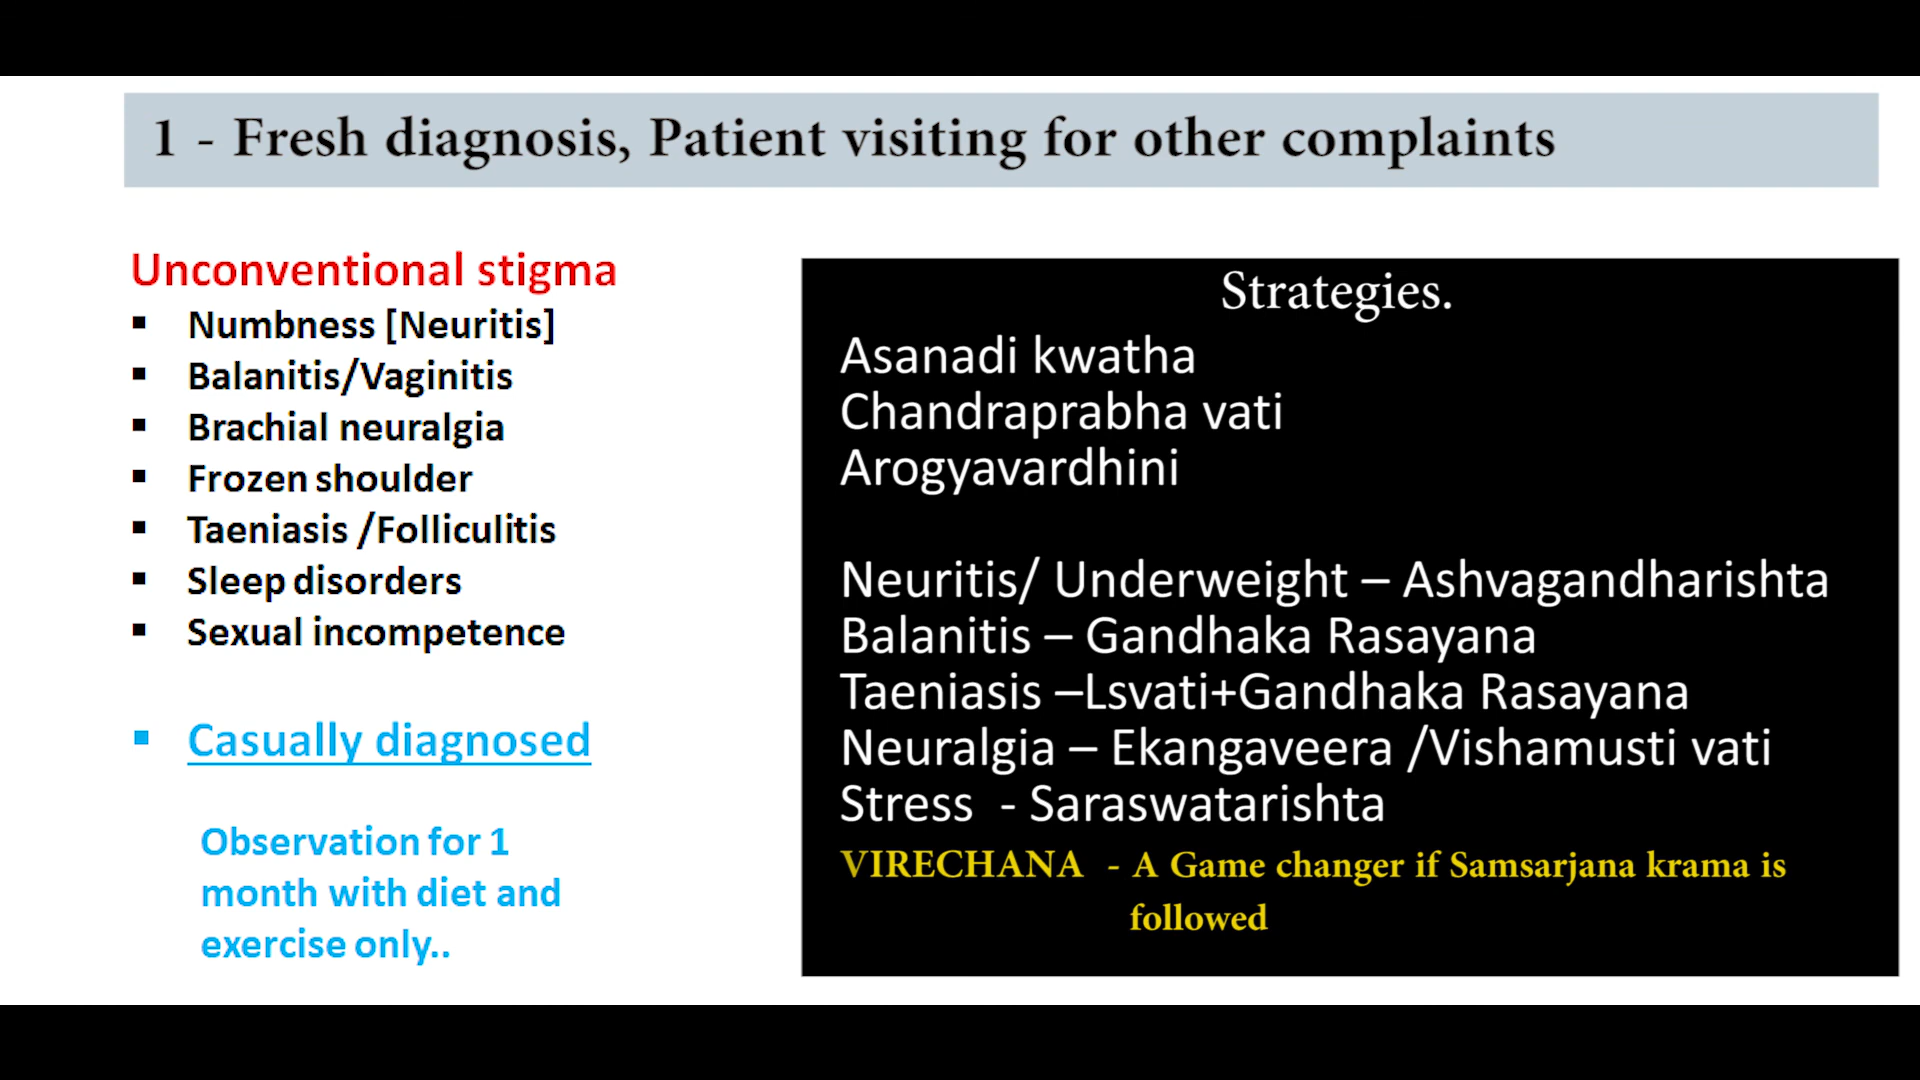 1 - Fresh diagnosis, Patient visiting for other complaints
Unconventional stigma
▪ Numbness [Neuritis]
▪ Balanitis/Vaginitis
▪ Brachial neuralgia
▪ Frozen shoulder
▪ Taeniasis /Folliculitis
▪ Sleep disorders
▪ Sexual incompetence
▪ Casually diagnosed
Observation for 1
month with diet and
exercise only..
Strategies.
Asanadi kwatha
Chandraprabha vati
Arogyavardhini
Neuritis/ Underweight – Ashvagandharishta
Balanitis – Gandhaka Rasayana
Taeniasis –Lsvati+Gandhaka Rasayana
Neuralgia – Ekangaveera /Vishamusti vati
Stress - Saraswatarishta
VIRECHANA - A Game changer if Samsarjana krama is
followed